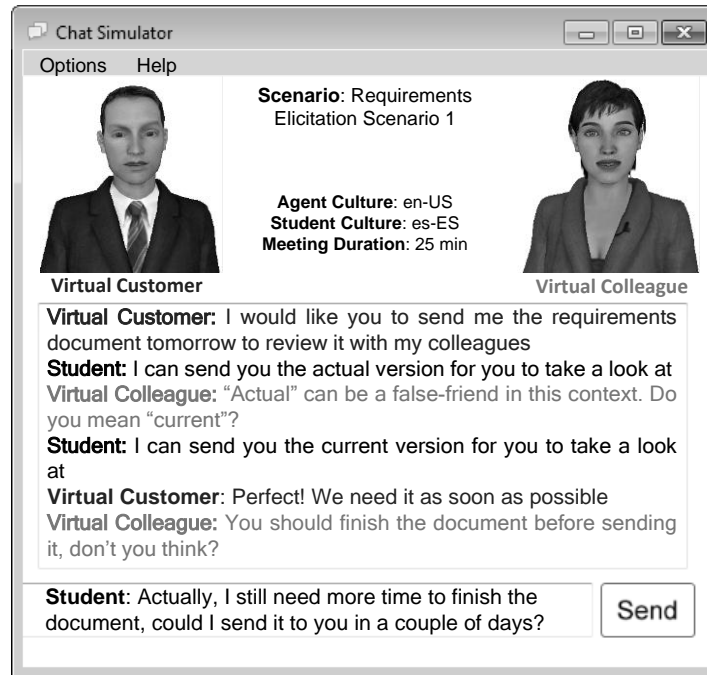 Chat Simulator
Options Help
Scenario: Requirements
Elicitation Scenario 1
Agent Culture: en-US
Student Culture: es-ES
Meeting Duration: 25 min
Virtual Customer
Virtual Colleague
Virtual Customer: I would like you to send me the requirements
document tomorrow to review it with my colleagues
Student: I can send you the actual version for you to take a look at
Virtual Colleague: “Actual” can be a false-friend in this context. Do
you mean “current”?
Student: I can send you the current version for you to take a look
at
Virtual Customer: Perfect! We need it as soon as possible
Virtual Colleague: You should finish the document before sending
it, don’t you think?
Student: Actually, I still need more time to finish the
document, could I send it to you in a couple of days?
Send